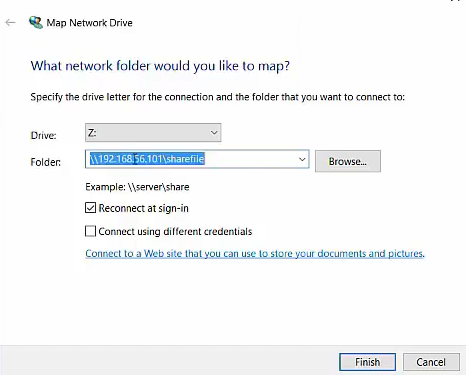 Map Network Drive
What network folder would you like to map?
Specify the drive letter for the connection and the folder that you want to connect to:
Drive: Z:
Folder: \\192.168.56.101\sharefile Browse...
Example: \\server\share
Reconnect at sign-in
Connect using different credentials
Connect to a Web site that you can use to store your documents and pictures.
Finish Cancel